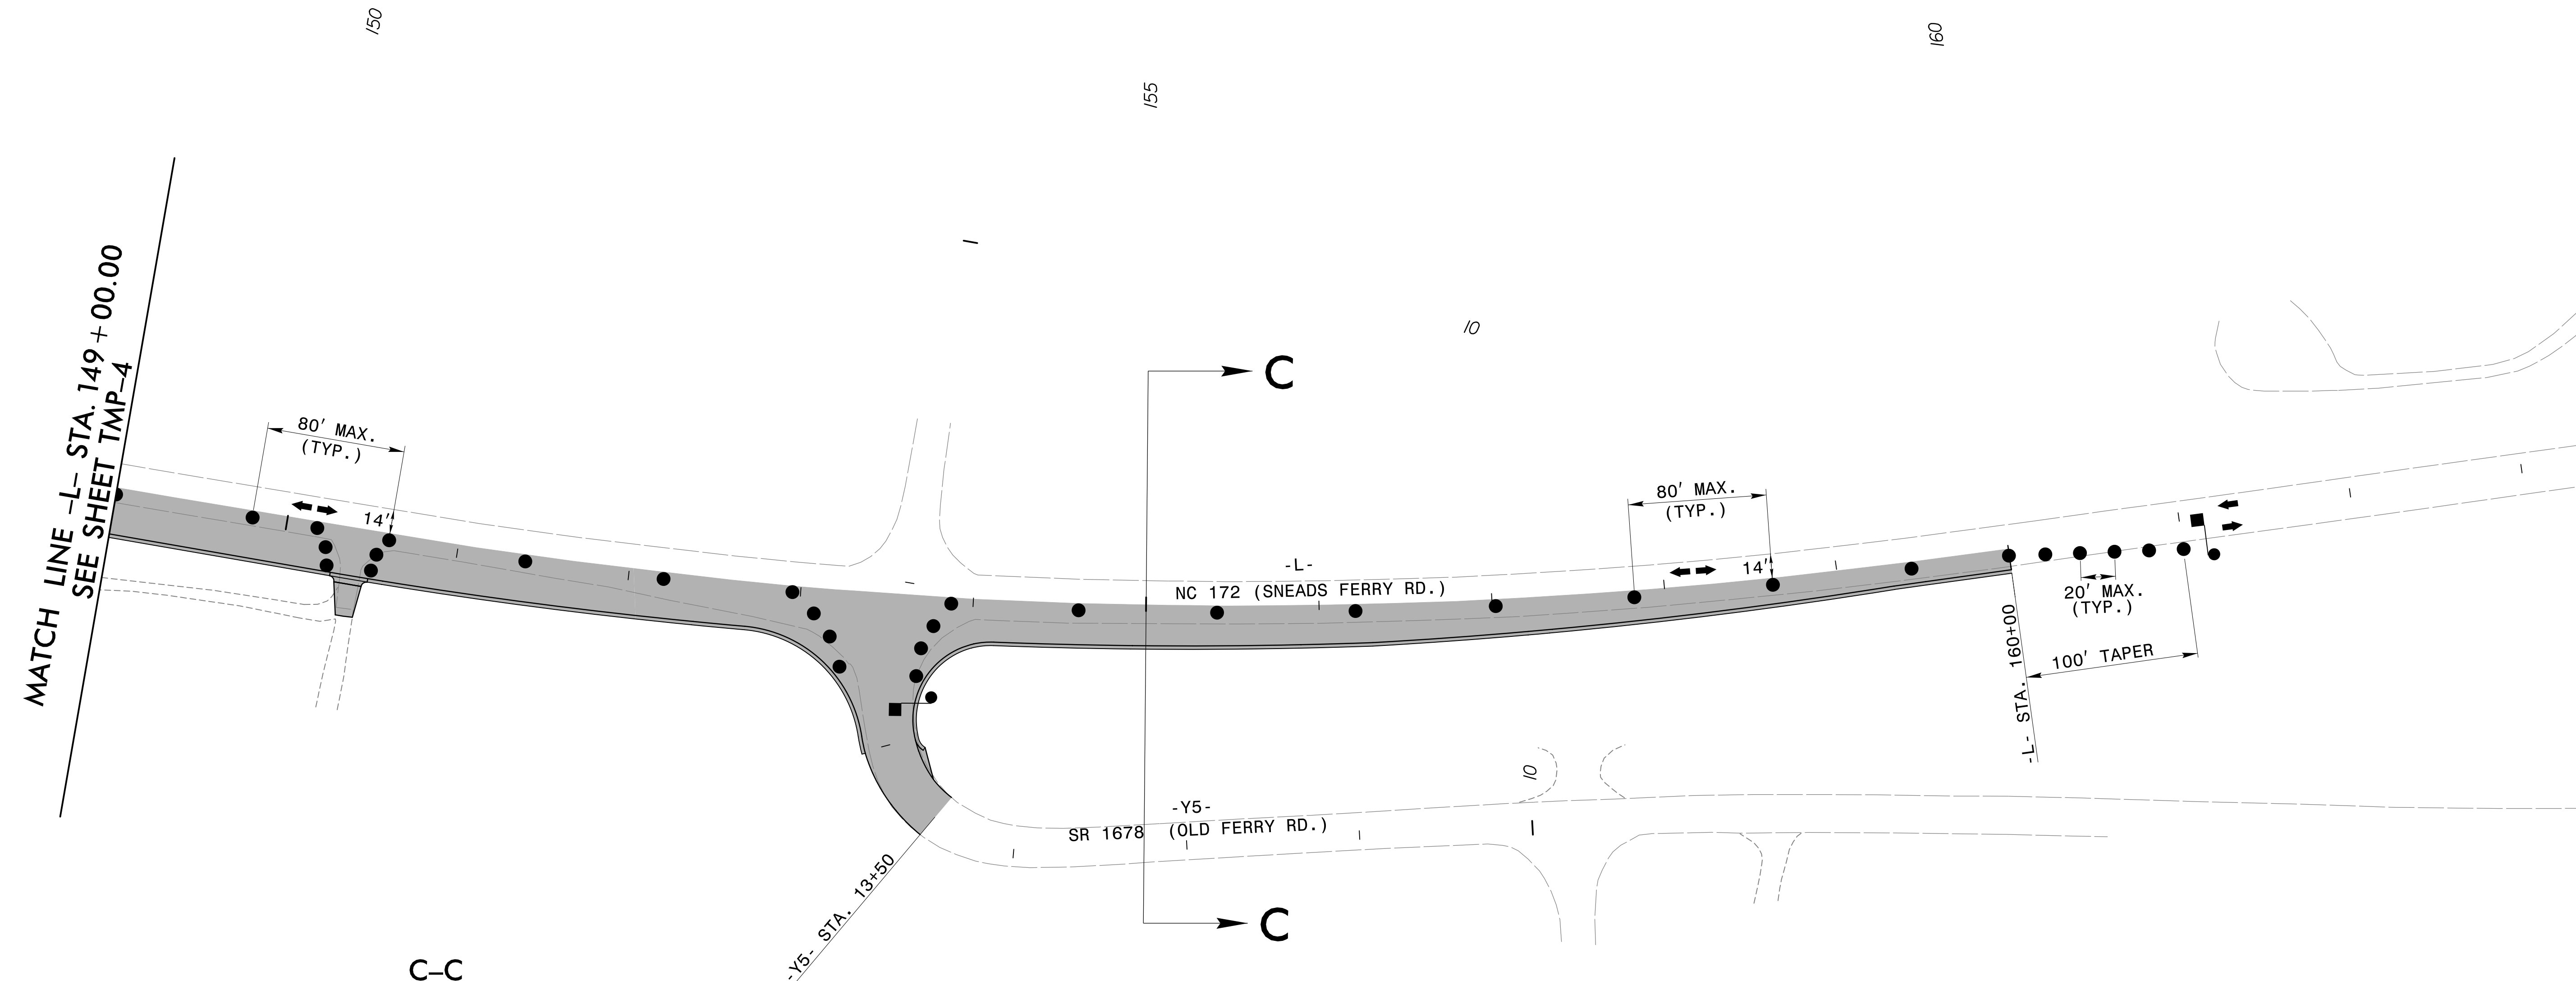 150
155
160
10
MATCH LINE –L– STA. 149+00.00
SEE SHEET TMP–4
80' MAX.
(TYP.)
14'
C
80' MAX.
(TYP.)
14'
-L-
NC 172 (SNEADS FERRY RD.)
20' MAX.
(TYP.)
100' TAPER
-L- STA. 160+00
10
-Y5-
SR 1678 (OLD FERRY RD.)
-Y5- STA. 13+50
C
C–C